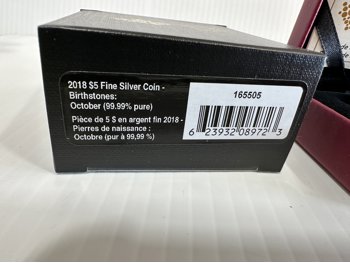 2018 $5 Fine Silver Coin -
Birthstones:
October (99.99% pure)
Pièce de 5 $ en argent fin 2018 -
Pierres de naissance :
Octobre (pur à 99,99 %)
165505
6 23932 08972 3